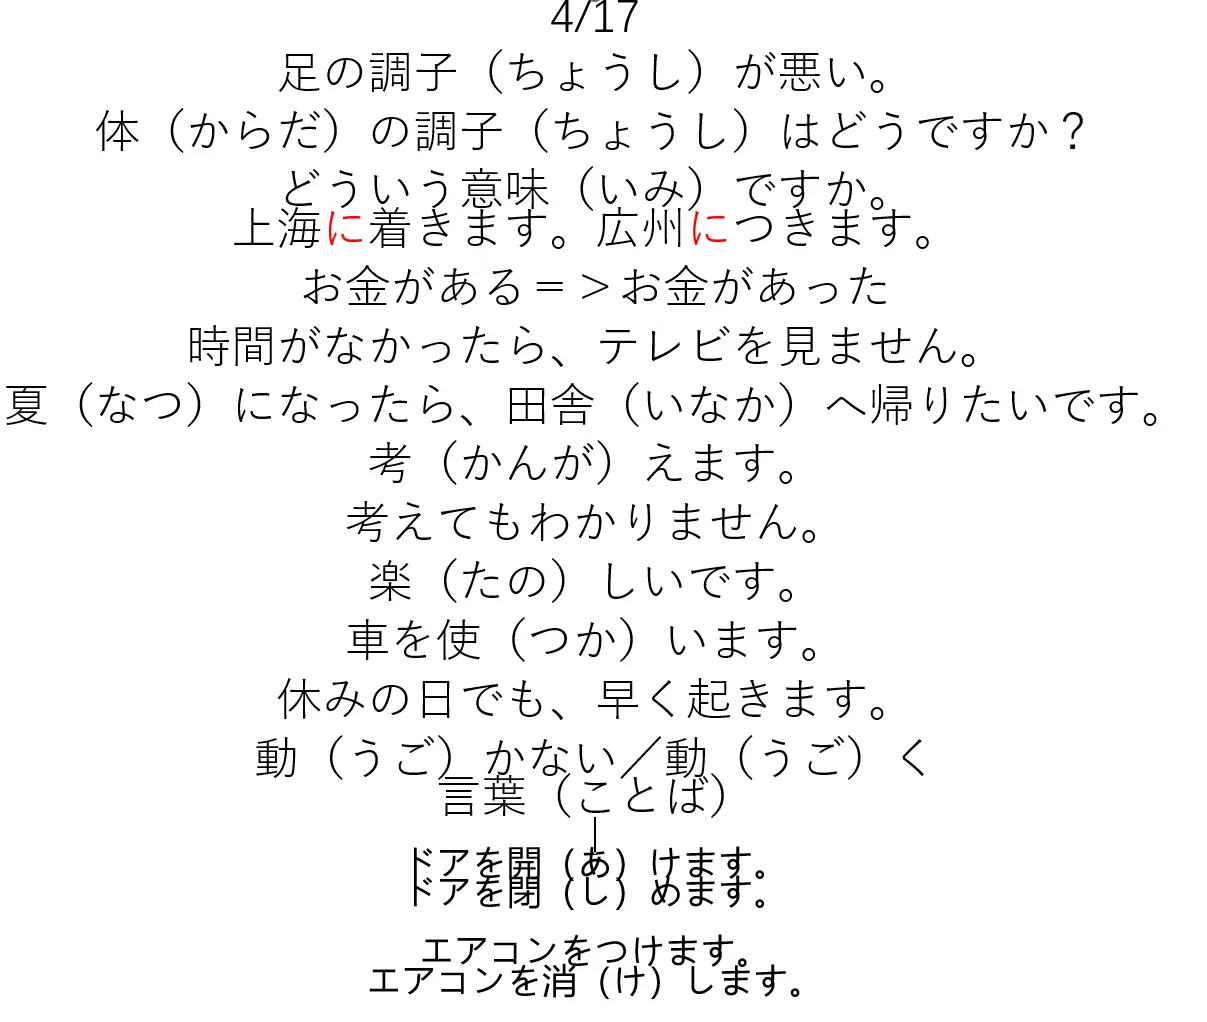 4/17
足の調子（ちょうし）が悪い。
体（からだ）の調子（ちょうし）はどうですか？
どういう意味（いみ）ですか。
上海に着きます。広州につきます。
お金がある＝＞お金があった
時間がなかったら、テレビを見ません。
夏（なつ）になったら、田舎（いなか）へ帰りたいです。
考（かんが）えます。
考えてもわかりません。
楽（たの）しいです。
車を使（つか）います。
休みの日でも、早く起きます。
動（うご）かない／動（うご）く
言葉（ことば）
ドアを開（あ）けます。
ドアを閉（し）めます。
エアコンをつけます。
エアコンを消（け）します。